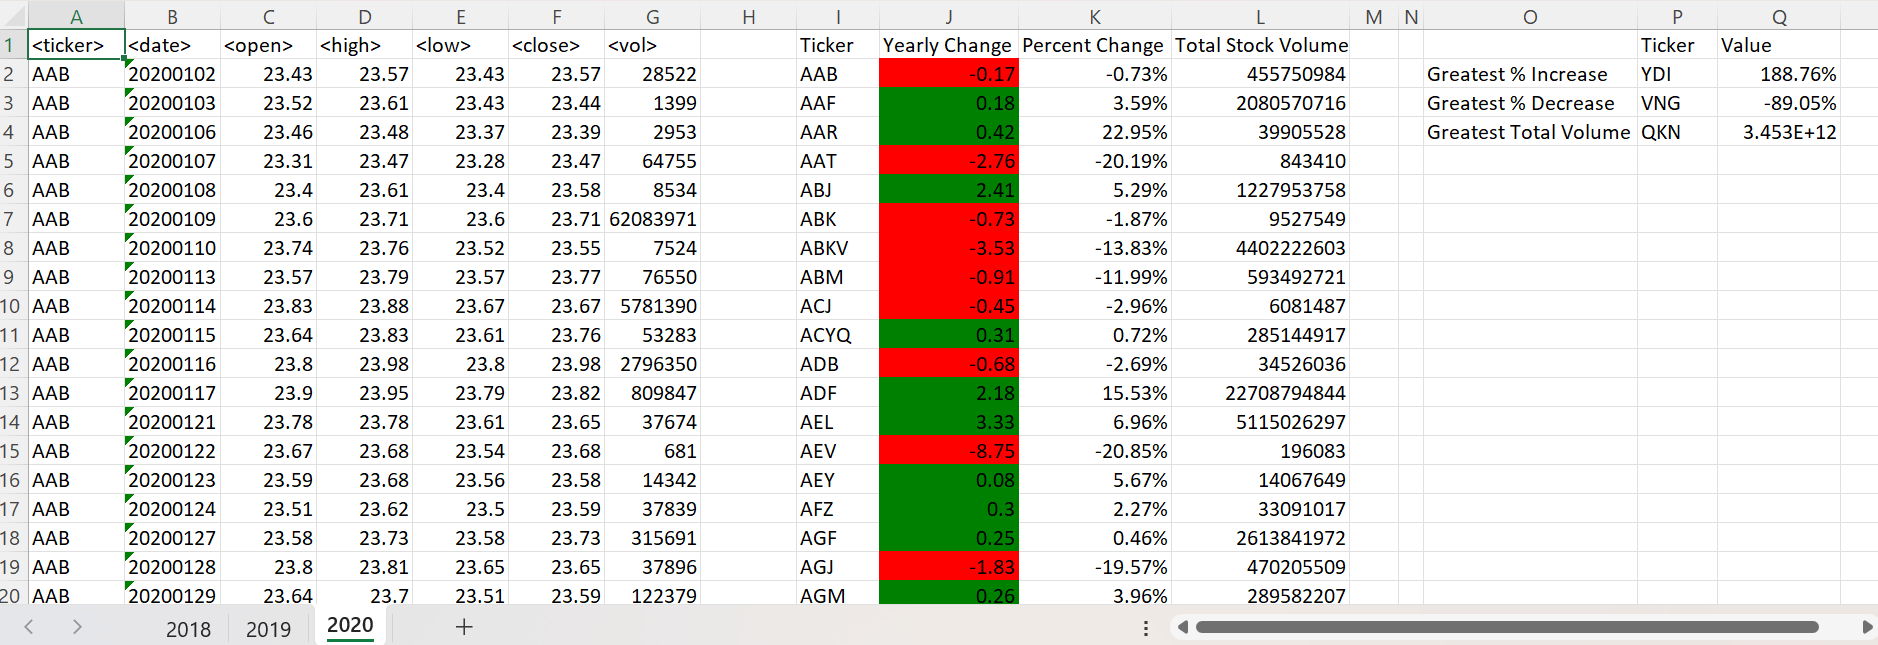 A B C D E F G H I J K L M N O P Q
1 <ticker> <date> <open> <high> <low> <close> <vol> Ticker Yearly Change Percent Change Total Stock Volume Ticker Value
2 AAB 20200102 23.43 23.57 23.43 23.57 28522 AAB -0.17 -0.73% 455750984 Greatest % Increase YDI 188.76%
3 AAB 20200103 23.52 23.61 23.43 23.44 1399 AAF 0.18 3.59% 2080570716 Greatest % Decrease VNG -89.05%
4 AAB 20200106 23.46 23.48 23.37 23.39 2953 AAR 0.42 22.95% 39905528 Greatest Total Volume QKN 3.453E+12
5 AAB 20200107 23.31 23.47 23.28 23.47 64755 AAT -2.76 -20.19% 843410
6 AAB 20200108 23.4 23.61 23.4 23.58 8534 ABJ 2.41 5.29% 1227953758
7 AAB 20200109 23.6 23.71 23.6 23.71 62083971 ABK -0.73 -1.87% 9527549
8 AAB 20200110 23.74 23.76 23.52 23.55 7524 ABKV -3.53 -13.83% 4402222603
9 AAB 20200113 23.57 23.79 23.57 23.77 76550 ABM -0.91 -11.99% 593492721
10 AAB 20200114 23.83 23.88 23.67 23.67 5781390 ACJ -0.45 -2.96% 6081487
11 AAB 20200115 23.64 23.83 23.61 23.76 53283 ACYQ 0.31 0.72% 285144917
12 AAB 20200116 23.8 23.98 23.8 23.98 2796350 ADB -0.68 -2.69% 34526036
13 AAB 20200117 23.9 23.95 23.79 23.82 809847 ADF 2.18 15.53% 22708794844
14 AAB 20200121 23.78 23.78 23.61 23.65 37674 AEL 3.33 6.96% 5115026297
15 AAB 20200122 23.67 23.68 23.54 23.68 681 AEV -8.75 -20.85% 196083
16 AAB 20200123 23.59 23.68 23.56 23.58 14342 AEY 0.08 5.67% 14067649
17 AAB 20200124 23.51 23.62 23.5 23.59 37839 AFZ 0.3 2.27% 33091017
18 AAB 20200127 23.58 23.73 23.58 23.73 315691 AGF 0.25 0.46% 2613841972
19 AAB 20200128 23.8 23.81 23.65 23.65 37896 AGJ -1.83 -19.57% 470205509
20 AAB 20200129 23.64 23.7 23.51 23.59 122379 AGM 0.26 3.96% 289582207
2018 2019 2020